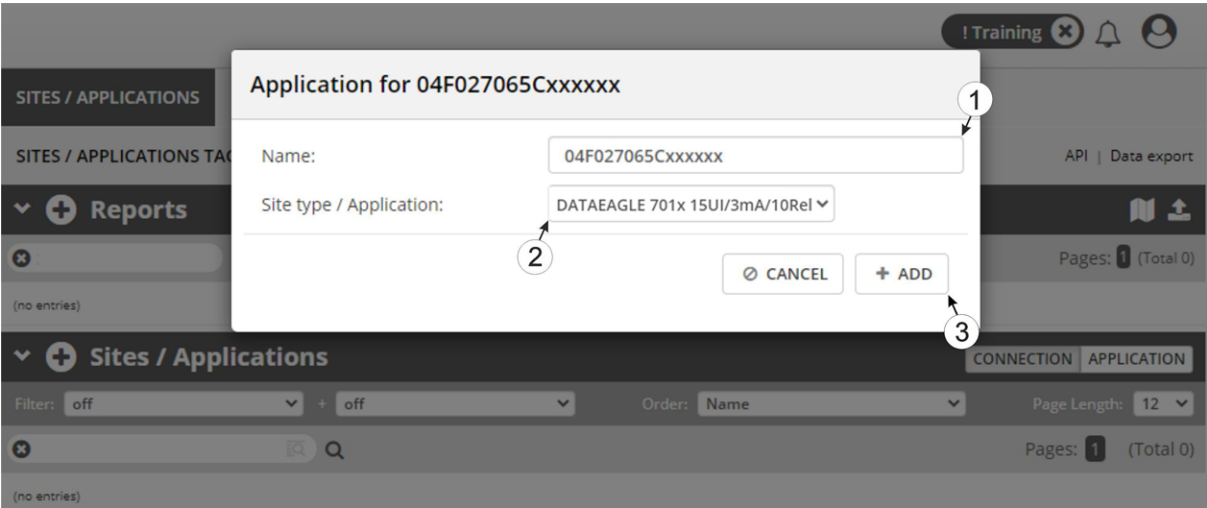 ! Training
Application for 04F027065Cxxxxxx
1
SITES / APPLICATIONS
SITES / APPLICATIONS TAG
Name:
04F027065Cxxxxxx
API | Data export
Reports
Site type / Application:
DATAEAGLE 701x 15UI/3mA/10Rel
2
Pages: 1 (Total 0)
CANCEL
+ ADD
(no entries)
3
Sites / Applications
CONNECTION APPLICATION
Filter: off + off Order: Name Page Length: 12
Pages: 1 (Total 0)
(no entries)